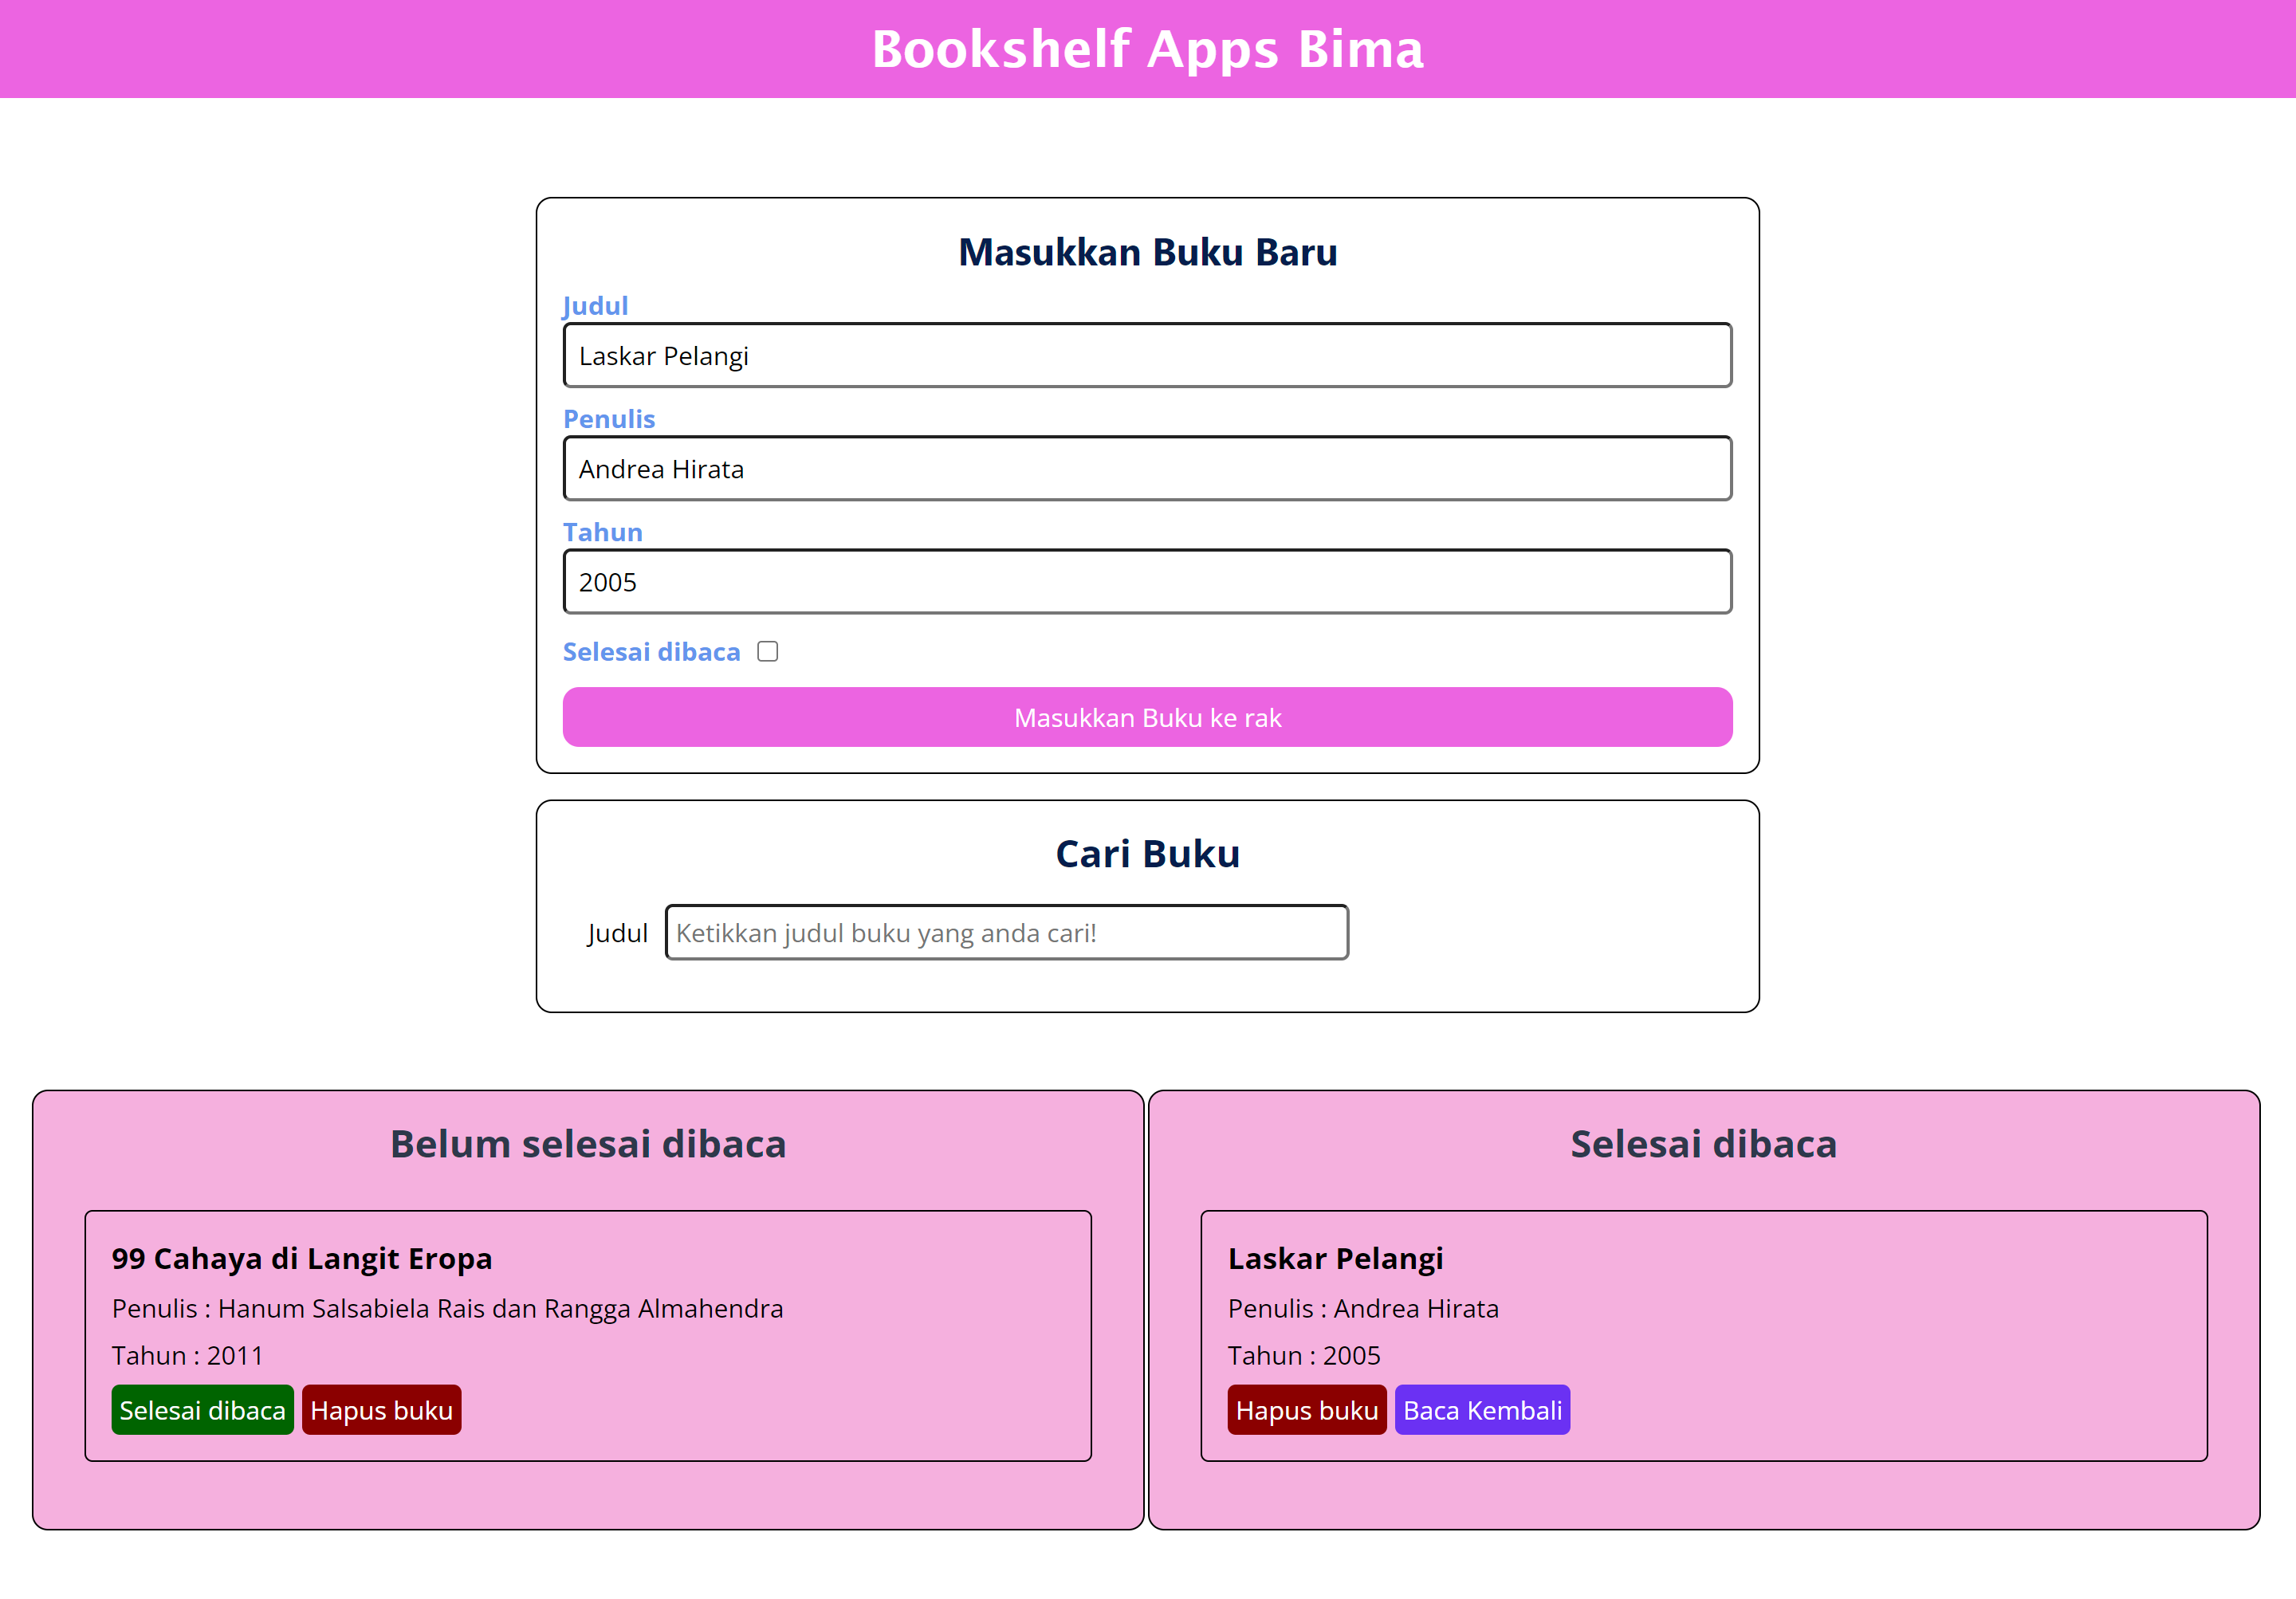 Bookshelf Apps Bima
Masukkan Buku Baru
Judul
Laskar Pelangi
Penulis
Andrea Hirata
Tahun
2005
Selesai dibaca
Masukkan Buku ke rak
Cari Buku
Judul Ketikkan judul buku yang anda cari!
Belum selesai dibaca
99 Cahaya di Langit Eropa
Penulis : Hanum Salsabiela Rais dan Rangga Almahendra
Tahun : 2011
Selesai dibaca Hapus buku
Selesai dibaca
Laskar Pelangi
Penulis : Andrea Hirata
Tahun : 2005
Hapus buku Baca Kembali